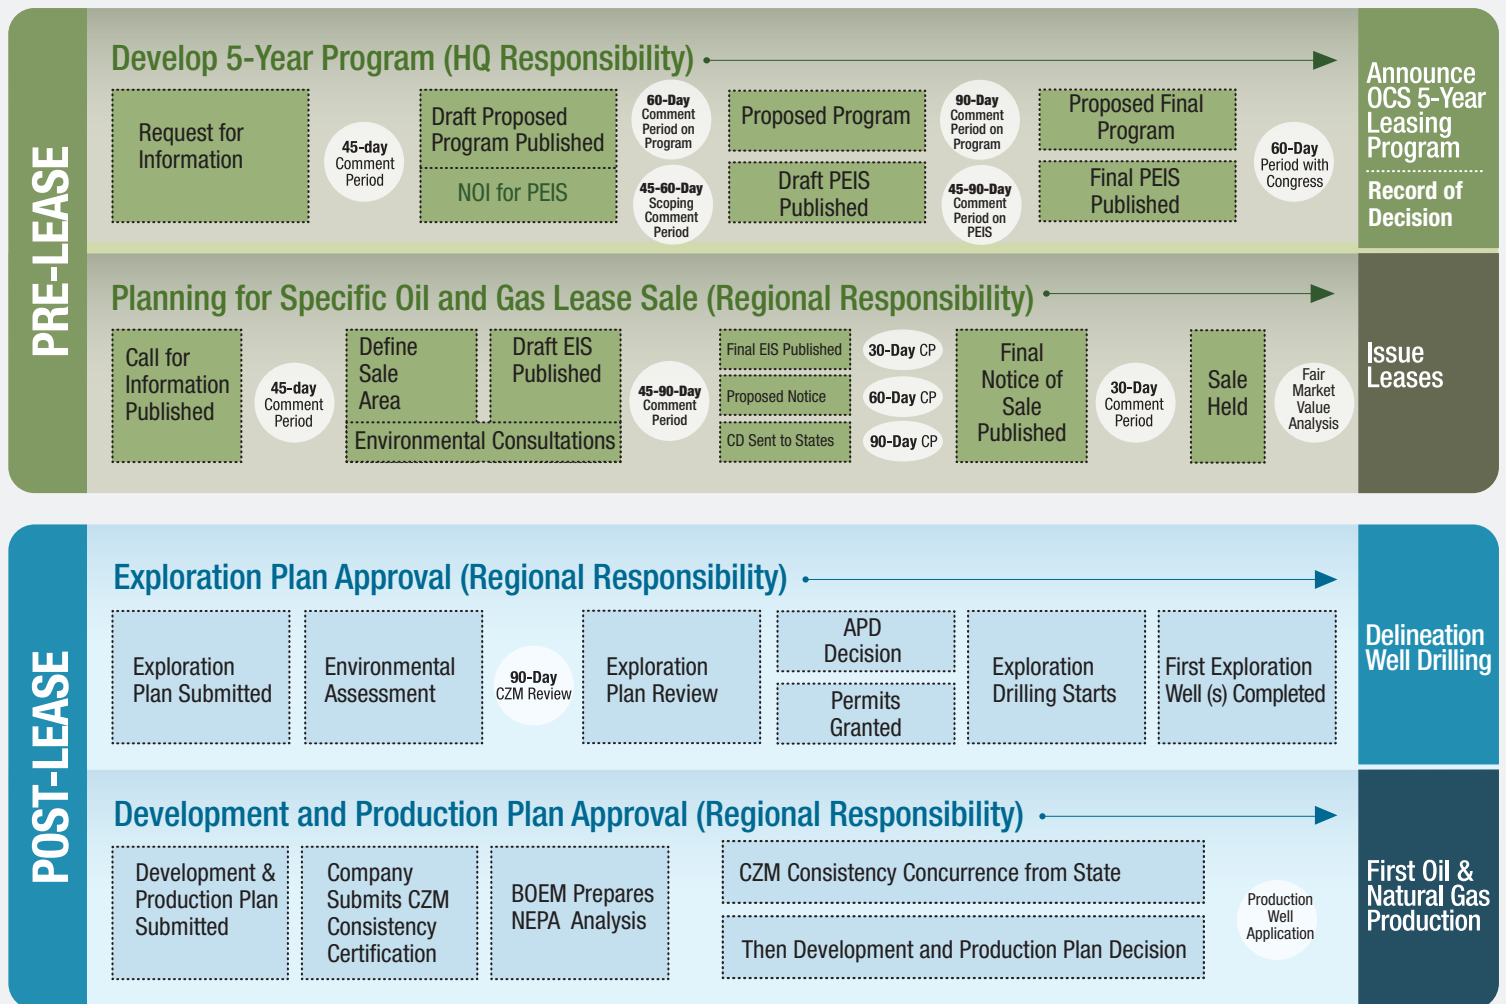 PRE-LEASE
Develop 5-Year Program (HQ Responsibility)
Request for
Information
45-day
Comment
Period
Draft Proposed
Program Published
NOI for PEIS
60-Day
Comment
Period on
Program
45-60-Day
Scoping
Comment
Period
Proposed Program
Draft PEIS
Published
90-Day
Comment
Period on
Program
45-90-Day
Comment
Period on
PEIS
Proposed Final
Program
Final PEIS
Published
60-Day
Period with
Congress
Announce
OCS 5-Year
Leasing
Program
Record of
Decision
Planning for Specific Oil and Gas Lease Sale (Regional Responsibility)
Call for
Information
Published
45-day
Comment
Period
Define
Sale
Area
Draft EIS
Published
Environmental Consultations
45-90-Day
Comment
Period
Final EIS Published
30-Day CP
Proposed Notice
60-Day CP
CD Sent to States
90-Day CP
Final
Notice of
Sale
Published
30-Day
Comment
Period
Sale
Held
Fair
Market
Value
Analysis
Issue
Leases
POST-LEASE
Exploration Plan Approval (Regional Responsibility)
Exploration
Plan Submitted
Environmental
Assessment
90-Day
CZM Review
Exploration
Plan Review
APD
Decision
Permits
Granted
Exploration
Drilling Starts
First Exploration
Well (s) Completed
Delineation
Well Drilling
Development and Production Plan Approval (Regional Responsibility)
Development &
Production Plan
Submitted
Company
Submits CZM
Consistency
Certification
BOEM Prepares
NEPA Analysis
CZM Consistency Concurrence from State
Then Development and Production Plan Decision
Production
Well
Application
First Oil &
Natural Gas
Production